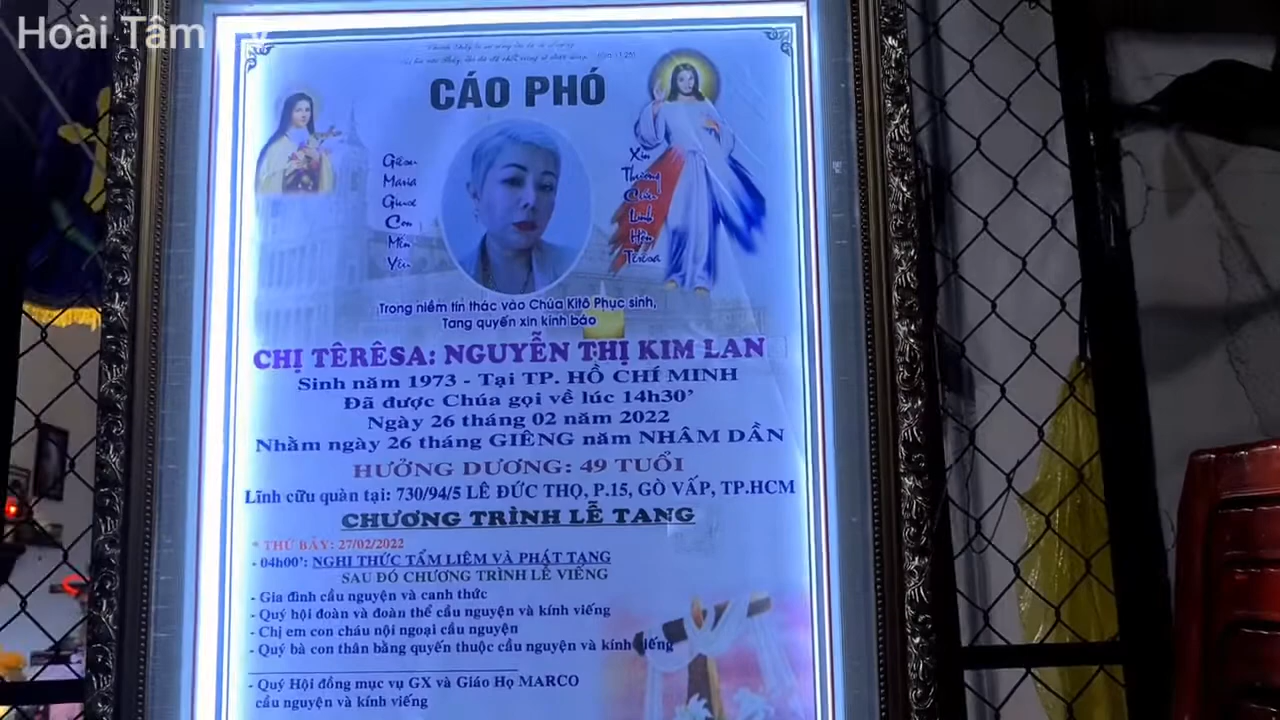 Hoài Tâm
CÁO PHÓ
Giêsu
Maria
Giuse
Con
Mến
Yêu
Xin
Thương
Cứu
Linh
Hồn
Têrêsa
Trong niềm tín thác vào Chúa Kitô Phục sinh,
Tang quyến xin kính báo
CHỊ TÊRÊSA: NGUYỄN THỊ KIM LAN
Sinh năm 1973 - Tại TP. HỒ CHÍ MINH
Đã được Chúa gọi về lúc 14h30’
Ngày 26 tháng 02 năm 2022
Nhằm ngày 26 tháng GIÊNG năm NHÂM DẦN
HƯỞNG DƯƠNG: 49 TUỔI
Lĩnh cữu quàn tại: 730/94/5 LÊ ĐỨC THỌ, P.15, GÒ VẤP, TP.HCM
CHƯƠNG TRÌNH LỄ TANG
* THỨ BẢY: 27/02/2022
- 04h00’: NGHI THỨC TẨM LIỆM VÀ PHÁT TANG
SAU ĐÓ CHƯƠNG TRÌNH LỄ VIẾNG
- Gia đình cầu nguyện và canh thức
- Quý hội đoàn và đoàn thể cầu nguyện và kính viếng
- Chị em con cháu nội ngoại cầu nguyện
- Quý bà con thân bằng quyến thuộc cầu nguyện và kính viếng
- Quý Hội đồng mục vụ GX và Giáo Họ MARCO
cầu nguyện và kính viếng